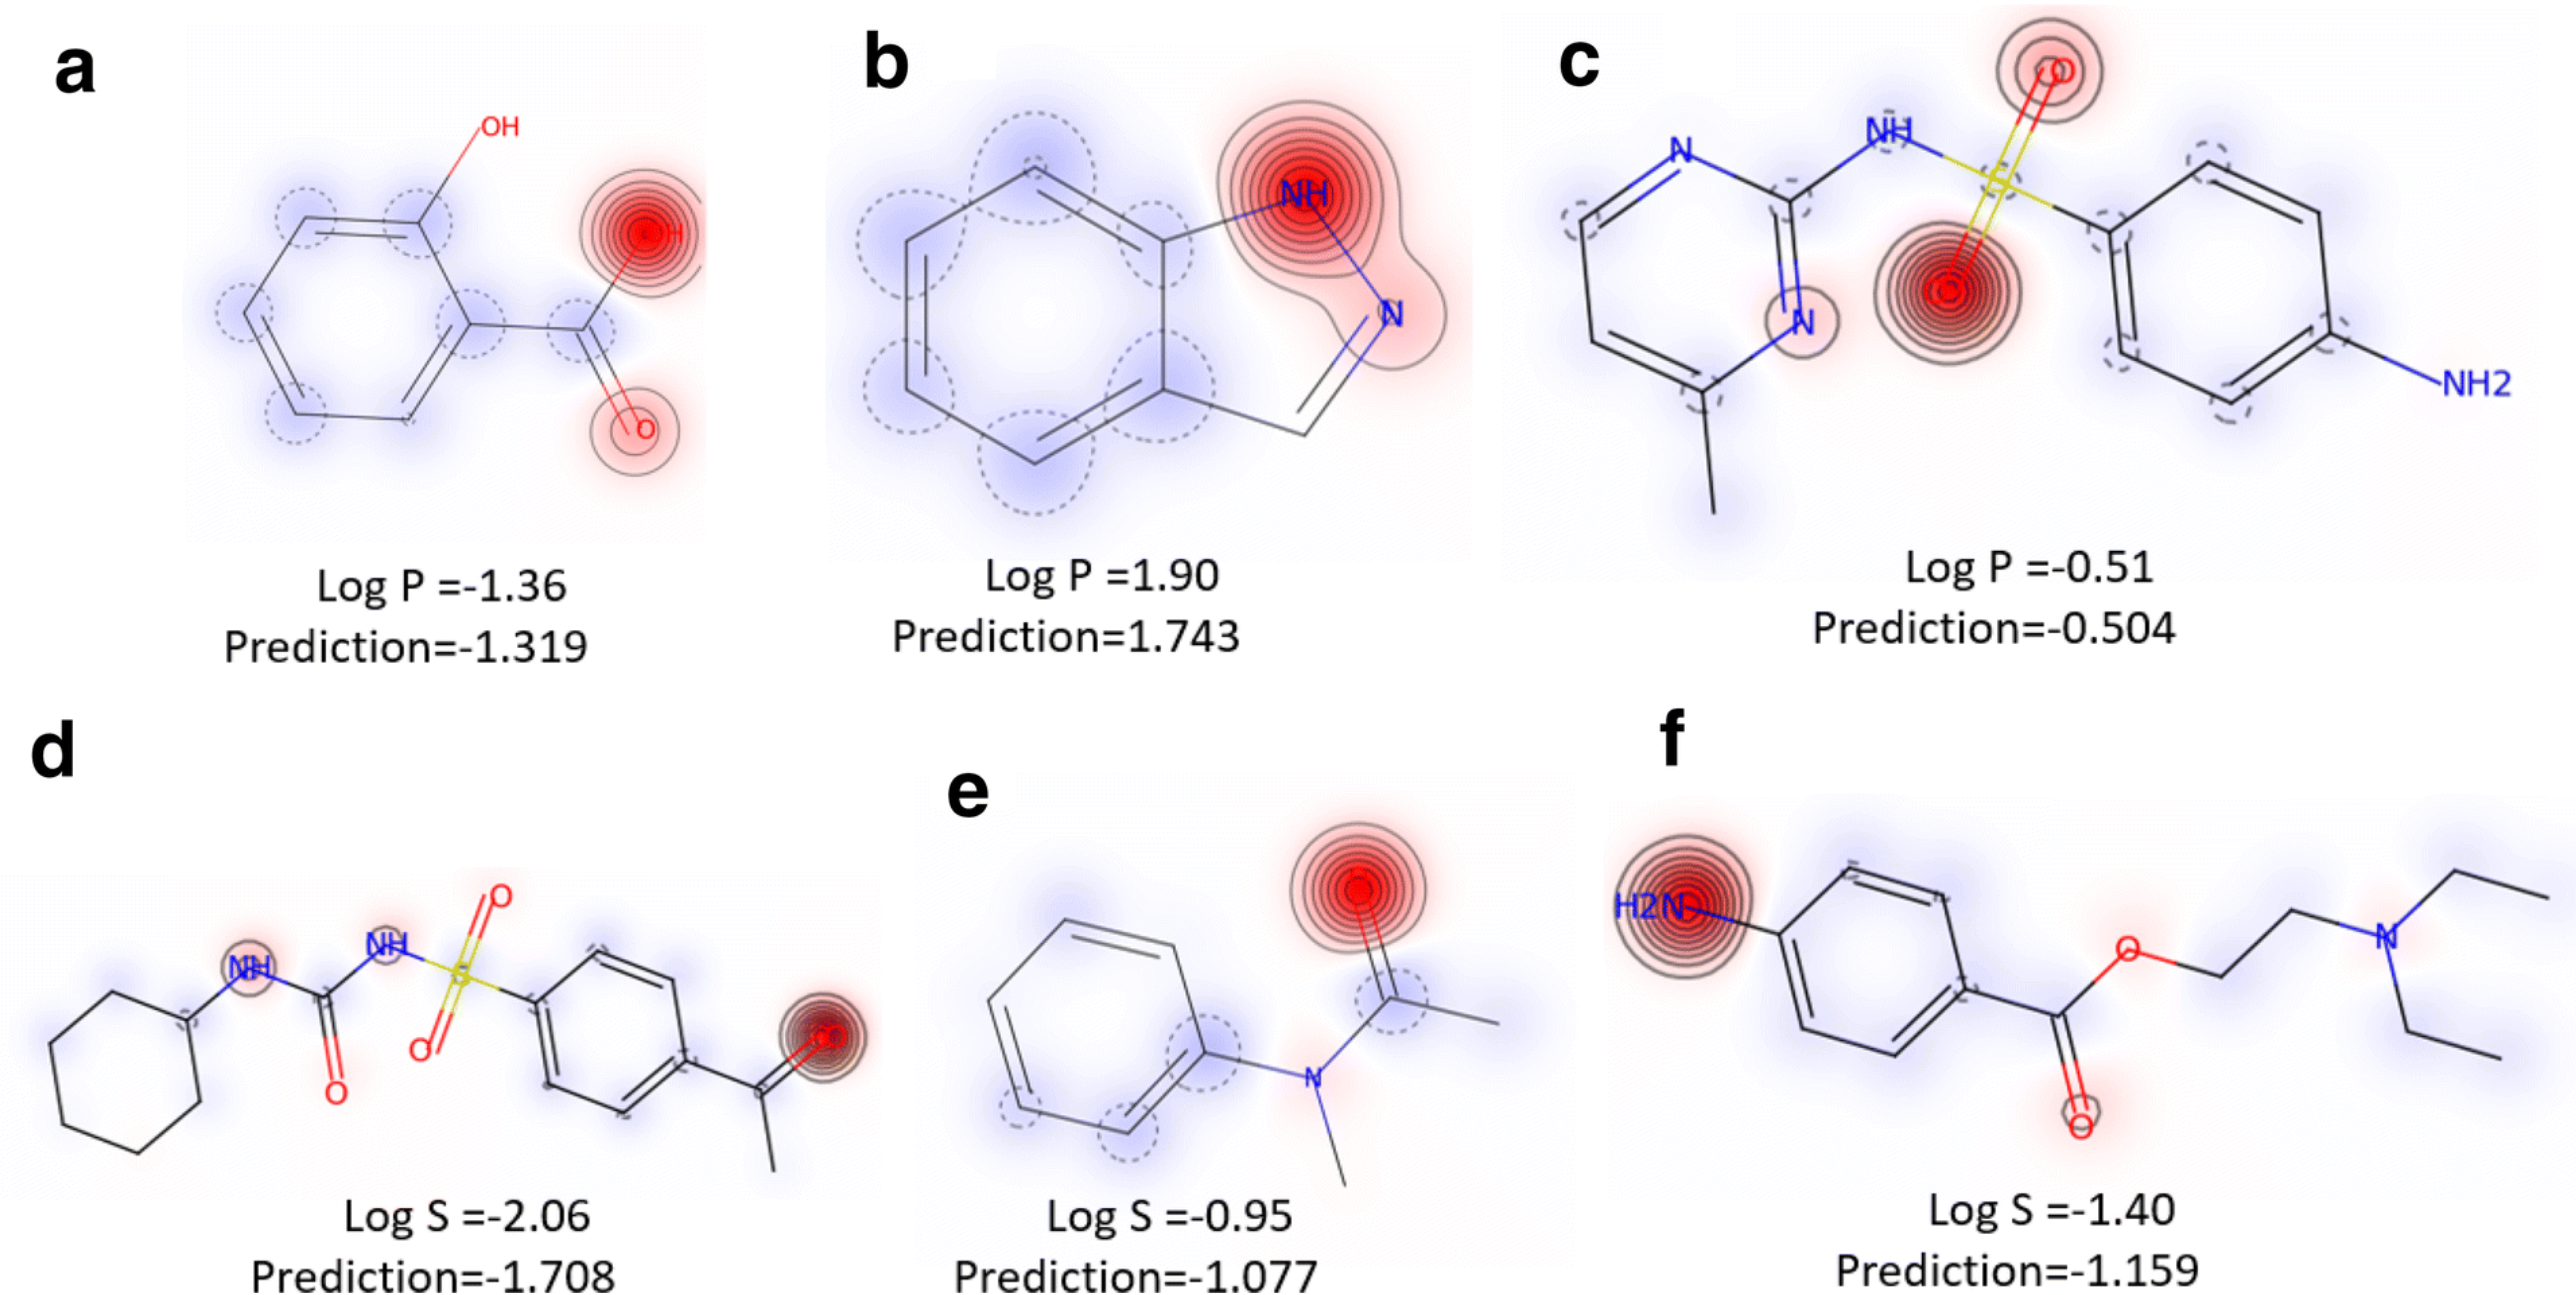 a
OH
H
O
Log P =-1.36
Prediction=-1.319
b
NH
N
Log P =1.90
Prediction=1.743
c
O
N
NH
S
O
N
NH2
Log P =-0.51
Prediction=-0.504
d
O
NH
NH
S
O
O
O
Log S =-2.06
Prediction=-1.708
e
N
Log S =-0.95
Prediction=-1.077
f
H2N
O
N
O
Log S =-1.40
Prediction=-1.159